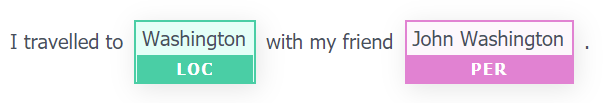 I travelled to Washington with my friend John Washington .
LOC PER